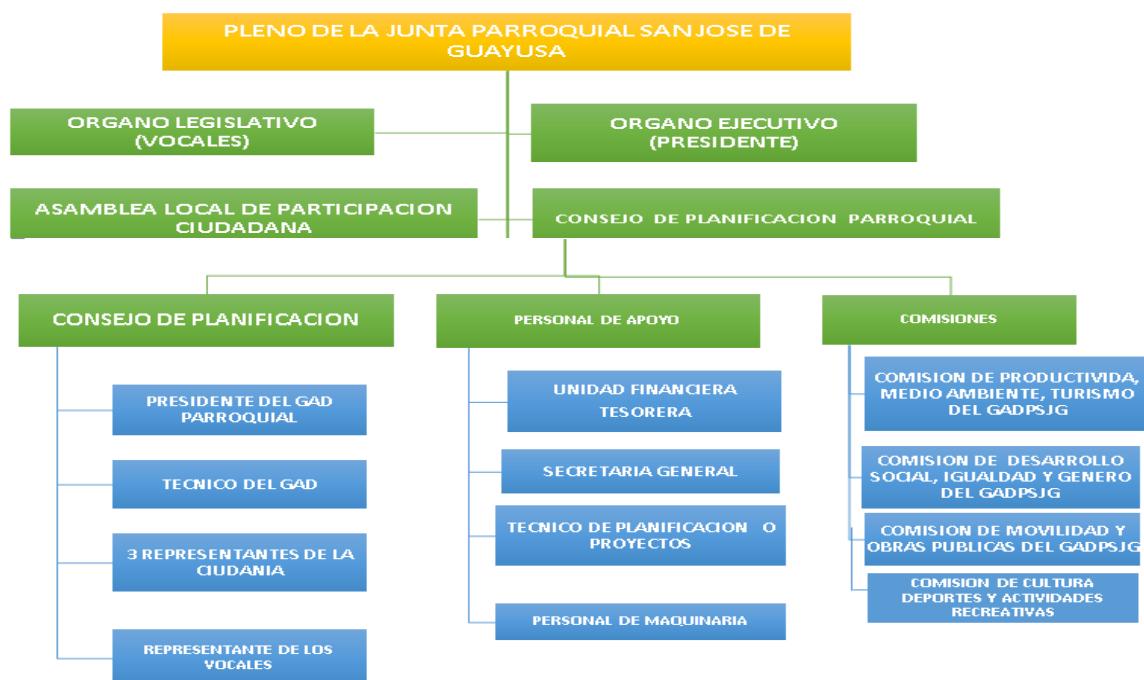 PLENO DE LA JUNTA PARROQUIAL SAN JOSE DE
GUAYUSA
ORGANO LEGISLATIVO
(VOCALES)
ORGANO EJECUTIVO
(PRESIDENTE)
ASAMBLEA LOCAL DE PARTICIPACION
CIUDADANA
CONSEJO DE PLANIFICACION PARROQUIAL
CONSEJO DE PLANIFICACION
PRESIDENTE DEL GAD
PARROQUIAL
TECNICO DEL GAD
3 REPRESENTANTES DE LA
CIUDANIA
REPRESENTANTE DE LOS
VOCALES
PERSONAL DE APOYO
UNIDAD FINANCIERA
TESORERA
SECRETARIA GENERAL
TECNICO DE PLANIFICACION O
PROYECTOS
PERSONAL DE MAQUINARIA
COMISIONES
COMISION DE PRODUCTIVIDA,
MEDIO AMBIENTE, TURISMO
DEL GADPSJG
COMISION DE DESARROLLO
SOCIAL, IGUALDAD Y GENERO
DEL GADPSJG
COMISION DE MOVILIDAD Y
OBRAS PUBLICAS DEL GADPSJG
COMISION DE CULTURA
DEPORTES Y ACTIVIDADES
RECREATIVAS